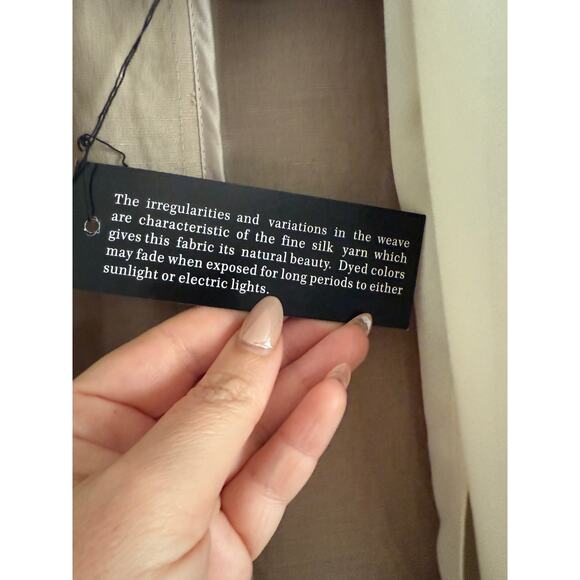 The irregularities and variations in the weave
are characteristic of the fine silk yarn which
gives this fabric its natural beauty. Dyed colors
may fade when exposed for long periods to either
sunlight or electric lights.